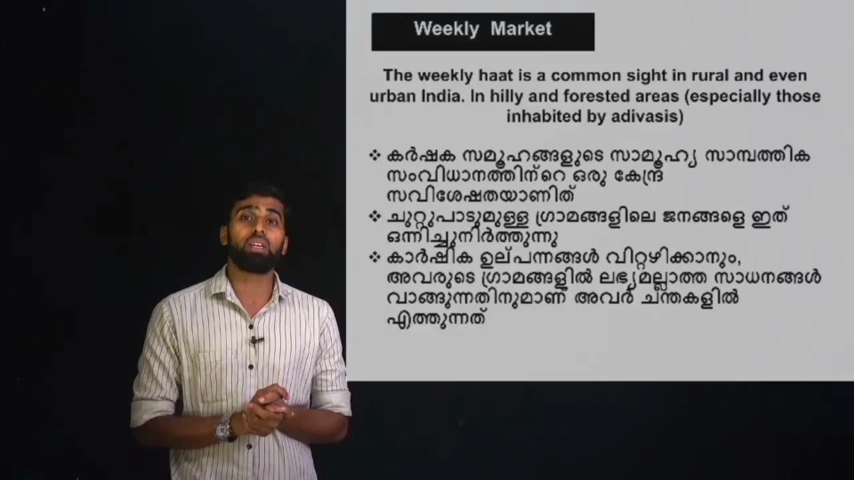 Weekly Market
The weekly haat is a common sight in rural and even
urban India. In hilly and forested areas (especially those
inhabited by adivasis)
❖ കർഷക സമൂഹങ്ങളുടെ സാമൂഹ്യ സാമ്പത്തിക
സംവിധാനത്തിന്റെ ഒരു കേന്ദ്ര
സവിശേഷതയാണിത്
❖ ചുറ്റുപാടുമുള്ള ഗ്രാമങ്ങളിലെ ജനങ്ങളെ ഇത്
ഒന്നിച്ചുനിർത്തുന്നു
❖ കാർഷിക ഉല്പന്നങ്ങൾ വിറ്റഴിക്കാനും,
അവരുടെ ഗ്രാമങ്ങളിൽ ലഭ്യമല്ലാത്ത സാധനങ്ങൾ
വാങ്ങുന്നതിനുമാണ് അവർ ചന്തകളിൽ
എത്തുന്നത്